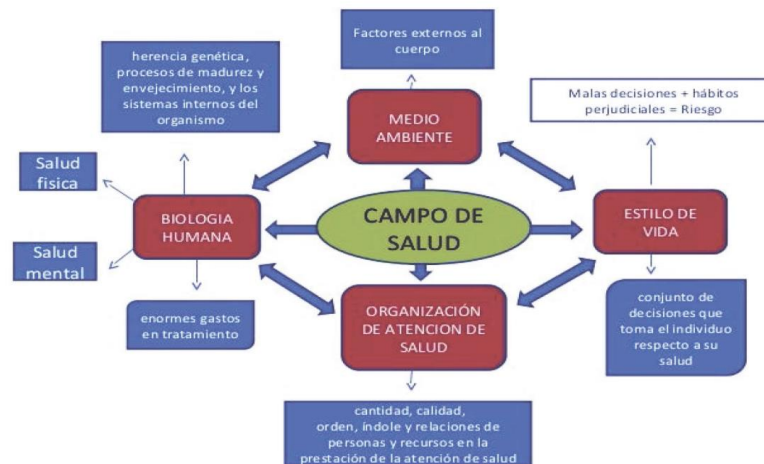 Factores externos al
cuerpo
herencia genética,
procesos de madurez y
envejecimiento, y los
sistemas internos del
organismo
Malas decisiones + hábitos
perjudiciales = Riesgo
MEDIO
AMBIENTE
Salud
fisica
BIOLOGIA
HUMANA
CAMPO DE
SALUD
ESTILO DE
VIDA
Salud
mental
enormes gastos
en tratamiento
ORGANIZACIÓN
DE ATENCION DE
SALUD
conjunto de
decisiones que
toma el individuo
respecto a su
salud
cantidad, calidad,
orden, índole y relaciones de
personas y recursos en la
prestación de la atención de salud